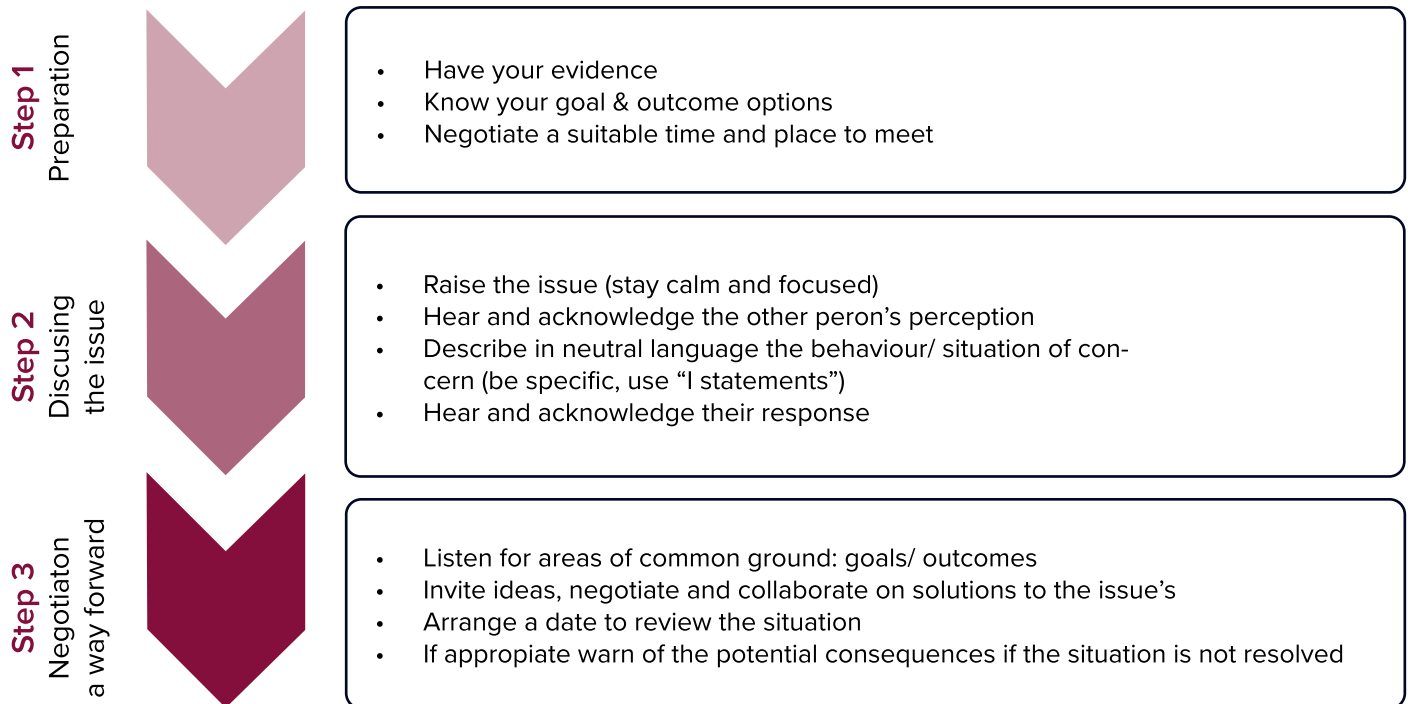 Step 1
Preparation
• Have your evidence
• Know your goal & outcome options
• Negotiate a suitable time and place to meet
Step 2
Discusing
the issue
• Raise the issue (stay calm and focused)
• Hear and acknowledge the other peron’s perception
• Describe in neutral language the behaviour/ situation of con-
cern (be specific, use “I statements”)
• Hear and acknowledge their response
Step 3
Negotiaton
a way forward
• Listen for areas of common ground: goals/ outcomes
• Invite ideas, negotiate and collaborate on solutions to the issue’s
• Arrange a date to review the situation
• If appropiate warn of the potential consequences if the situation is not resolved